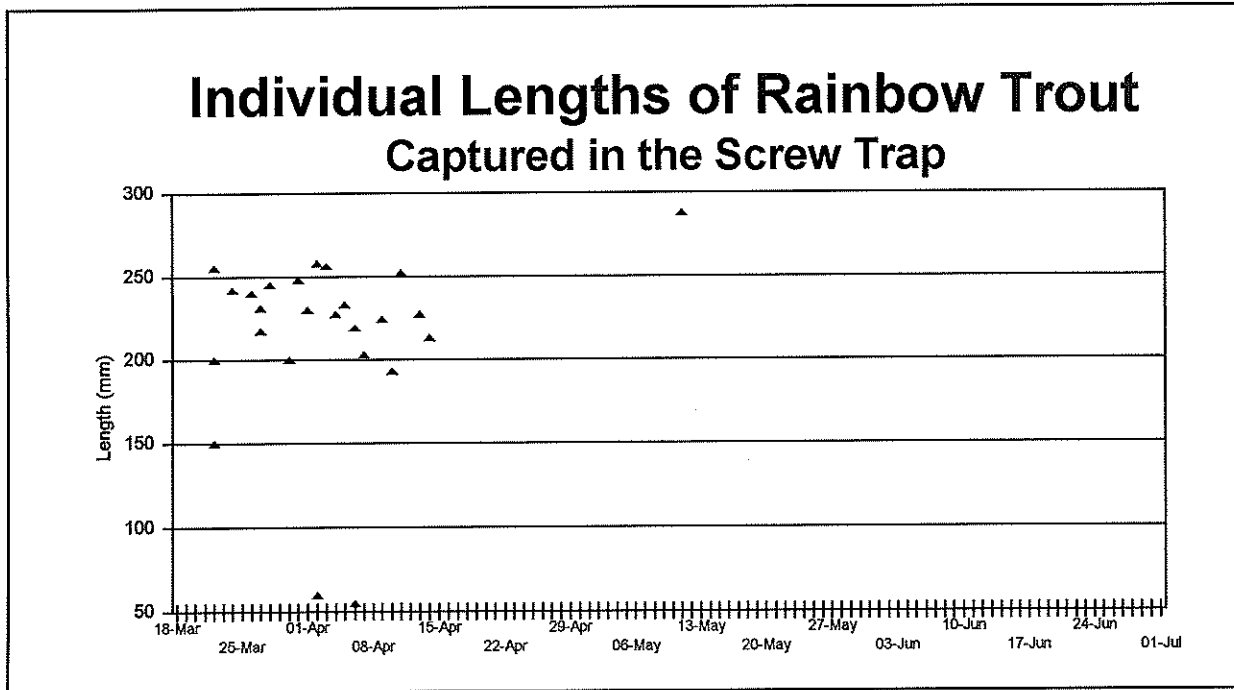 Individual Lengths of Rainbow Trout
Captured in the Screw Trap
300
250
200
150
100
50
Length (mm)
18-Mar 01-Apr 15-Apr 29-Apr 13-May 27-May 10-Jun 24-Jun
25-Mar 08-Apr 22-Apr 06-May 20-May 03-Jun 17-Jun 01-Jul